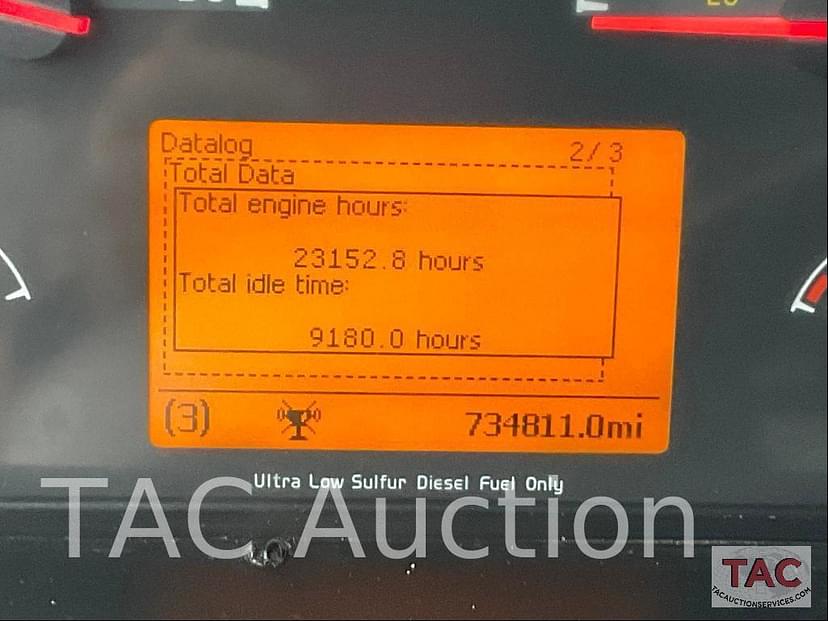 Datalog 2/3
Total Data
Total engine hours:
23152.8 hours
Total idle time:
9180.0 hours
(3) 734811.0mi
Ultra Low Sulfur Diesel Fuel Only
TAC Auction
TAC
TACAUCTIONSERVICES.COM